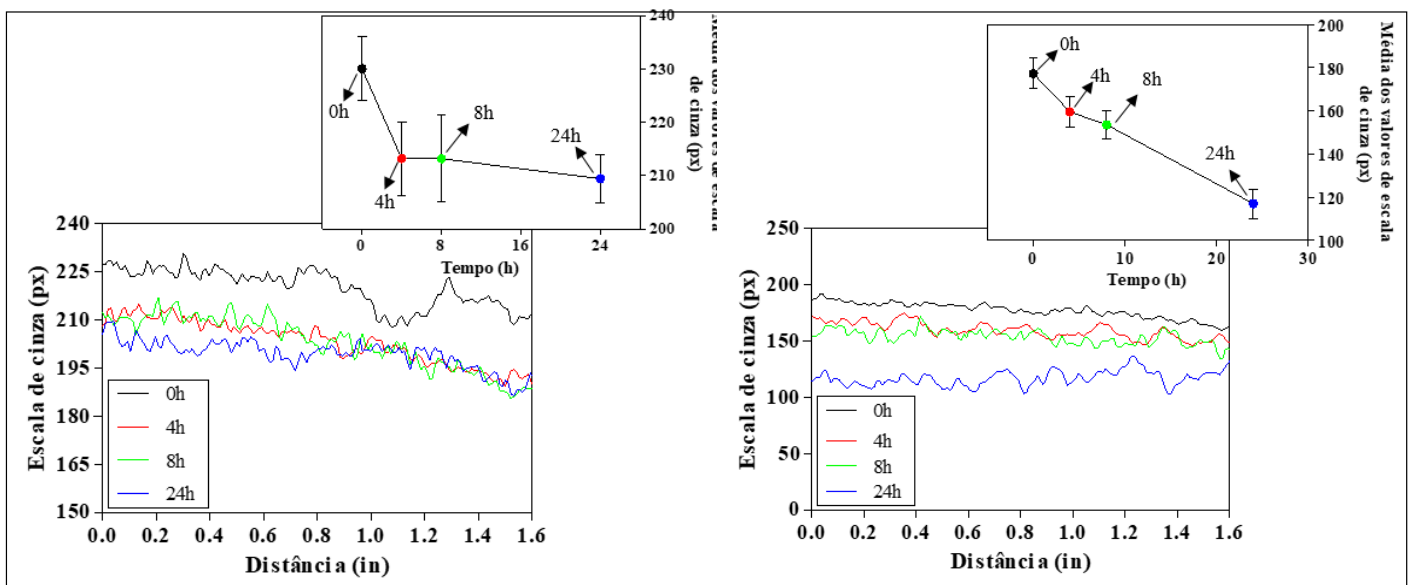 240
230
220
210
200
0h
4h
8h
24h
0
8
16
24
Tempo (h)
de cinza (px)
240
225
210
195
180
165
150
Escala de cinza (px)
0h
4h
8h
24h
0.0 0.2 0.4 0.6 0.8 1.0 1.2 1.4 1.6
Distância (in)
200
180
160
140
120
100
0h
4h
8h
24h
0 10 20 30
Tempo (h)
Média dos valores de escala
de cinza (px)
250
200
150
100
50
0
Escala de cinza (px)
0h
4h
8h
24h
0.0 0.2 0.4 0.6 0.8 1.0 1.2 1.4 1.6
Distância (in)